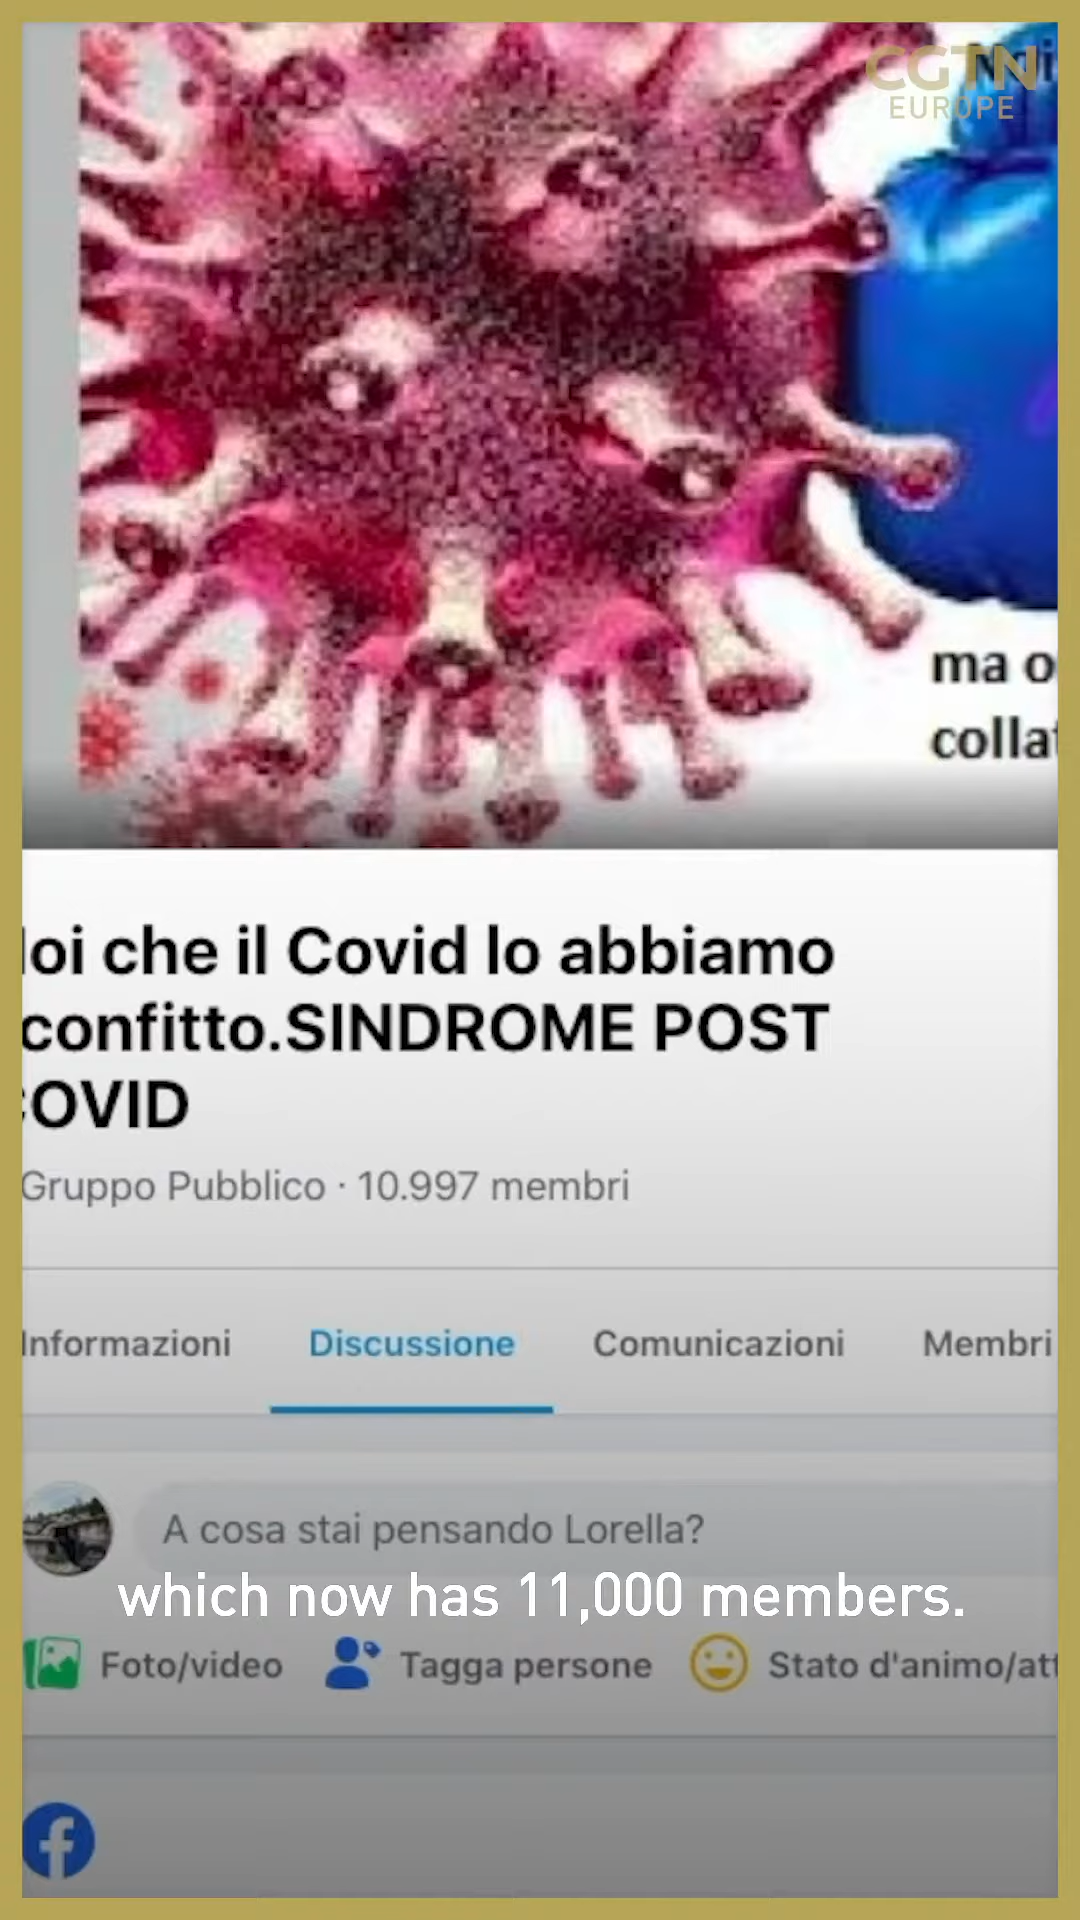 CGTN
EUROPE
ma o
colla
oi che il Covid lo abbiamo
confitto.SINDROME POST
OVID
Gruppo Pubblico · 10.997 membri
Informazioni Discussione Comunicazioni Membri
A cosa stai pensando Lorella?
which now has 11,000 members.
Foto/video Tagga persone Stato d'animo/att